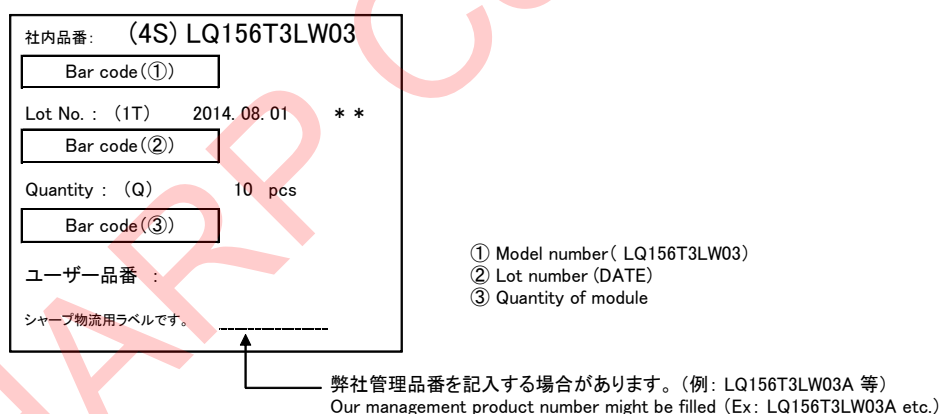 社内品番: (4S) LQ156T3LW03
Bar code(①)
Lot No. : (1T) 2014. 08. 01 * *
Bar code(②)
Quantity : (Q) 10 pcs
Bar code(③)
ユーザー品番 :
シャープ物流用ラベルです。
① Model number( LQ156T3LW03)
② Lot number (DATE)
③ Quantity of module
弊社管理品番を記入する場合があります。(例: LQ156T3LW03A 等)
Our management product number might be filled (Ex: LQ156T3LW03A etc.)